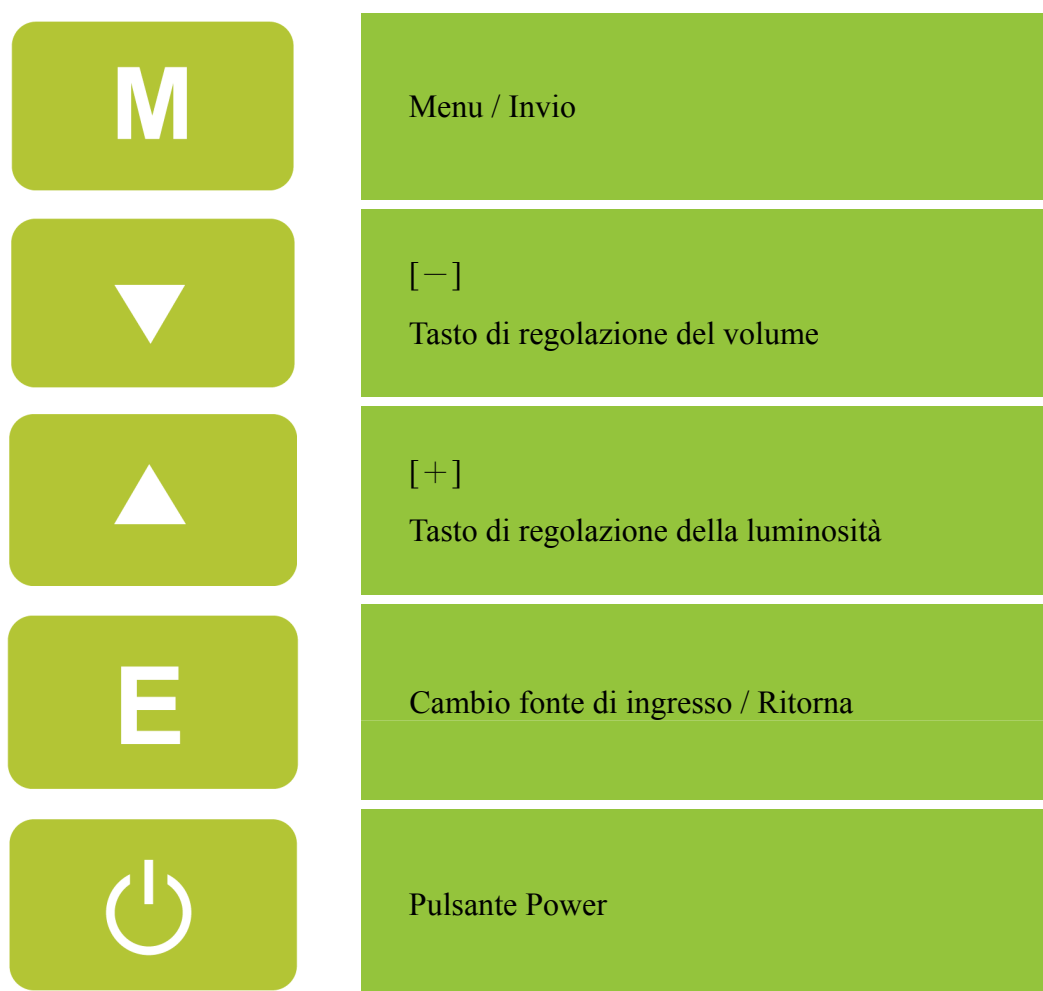 M
Menu / Invio
[－]
Tasto di regolazione del volume
[＋]
Tasto di regolazione della luminosità
E
Cambio fonte di ingresso / Ritorna
Pulsante Power